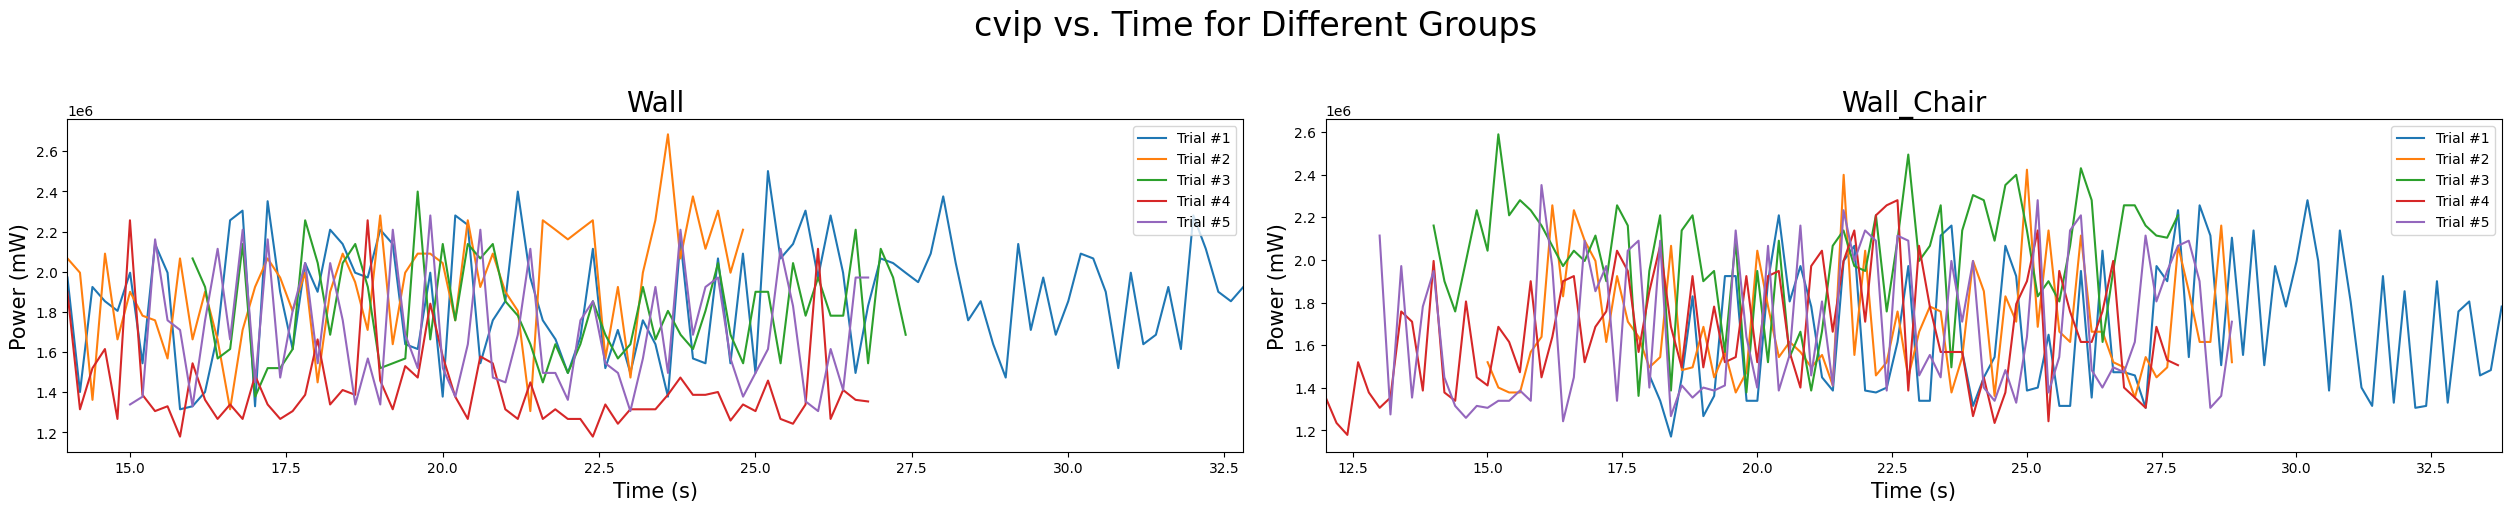 cvip vs. Time for Different Groups
Wall
1e6
Power (mW)
2.6
2.4
2.2
2.0
1.8
1.6
1.4
1.2
15.0 17.5 20.0 22.5 25.0 27.5 30.0 32.5
Time (s)
Trial #1
Trial #2
Trial #3
Trial #4
Trial #5
Wall_Chair
1e6
Power (mW)
2.6
2.4
2.2
2.0
1.8
1.6
1.4
1.2
12.5 15.0 17.5 20.0 22.5 25.0 27.5 30.0 32.5
Time (s)
Trial #1
Trial #2
Trial #3
Trial #4
Trial #5